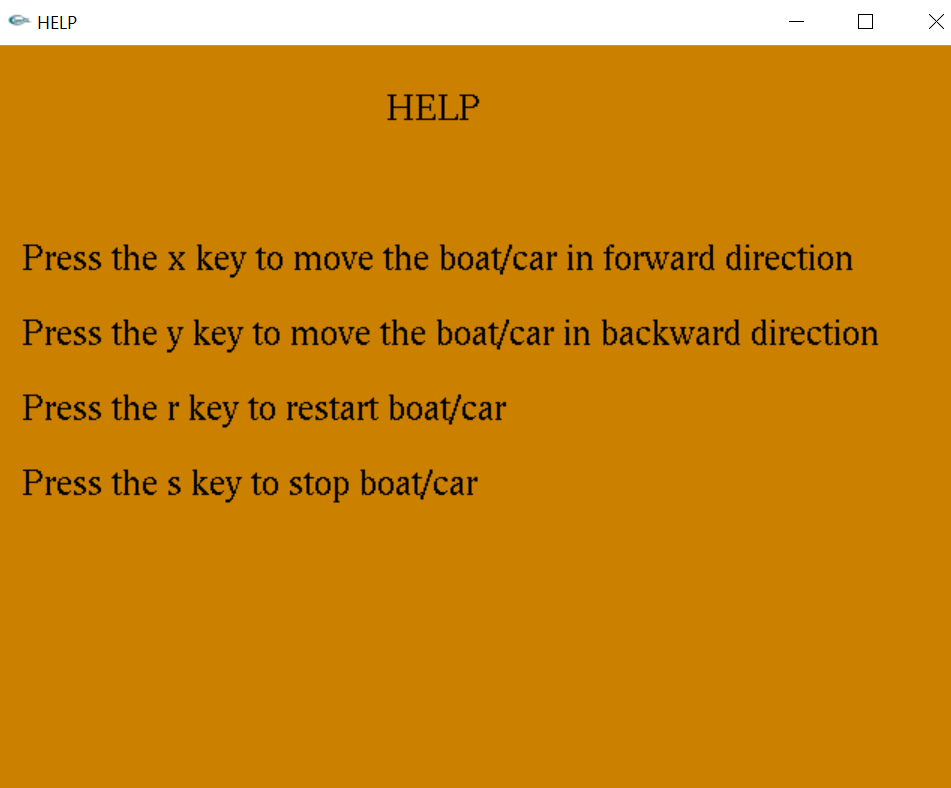 HELP
HELP
Press the x key to move the boat/car in forward direction
Press the y key to move the boat/car in backward direction
Press the r key to restart boat/car
Press the s key to stop boat/car